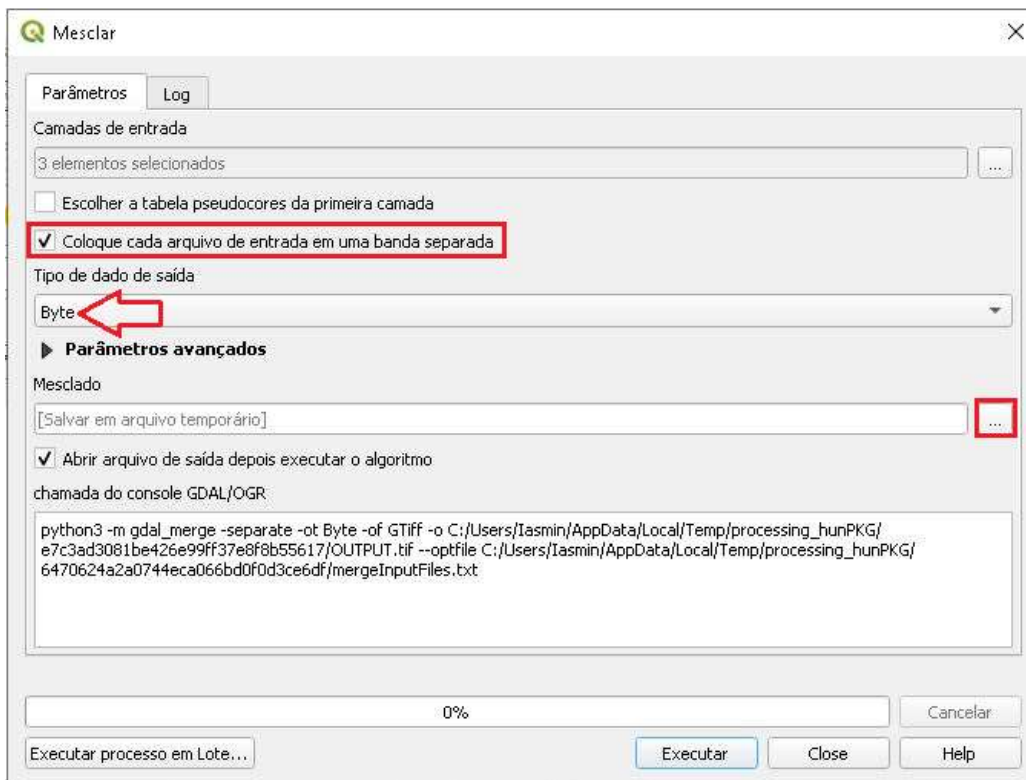 Mesclar
Parâmetros
Log
Camadas de entrada
3 elementos selecionados
...
Escolher a tabela pseudocores da primeira camada
Coloque cada arquivo de entrada em uma banda separada
Tipo de dado de saída
Byte
Parâmetros avançados
Mesclado
[Salvar em arquivo temporário]
...
Abrir arquivo de saída depois executar o algoritmo
chamada do console GDAL/OGR
python3 -m gdal_merge -separate -ot Byte -of GTiff -o C:/Users/Iasmin/AppData/Local/Temp/processing_hunPKG/
e7c3ad3081be426e99ff37e8f8b55617/OUTPUT.tif --optfile C:/Users/Iasmin/AppData/Local/Temp/processing_hunPKG/
6470624a2a0744eca066bd0f0d3ce6df/mergeInputFiles.txt
0%
Cancelar
Executar processo em Lote...
Executar
Close
Help